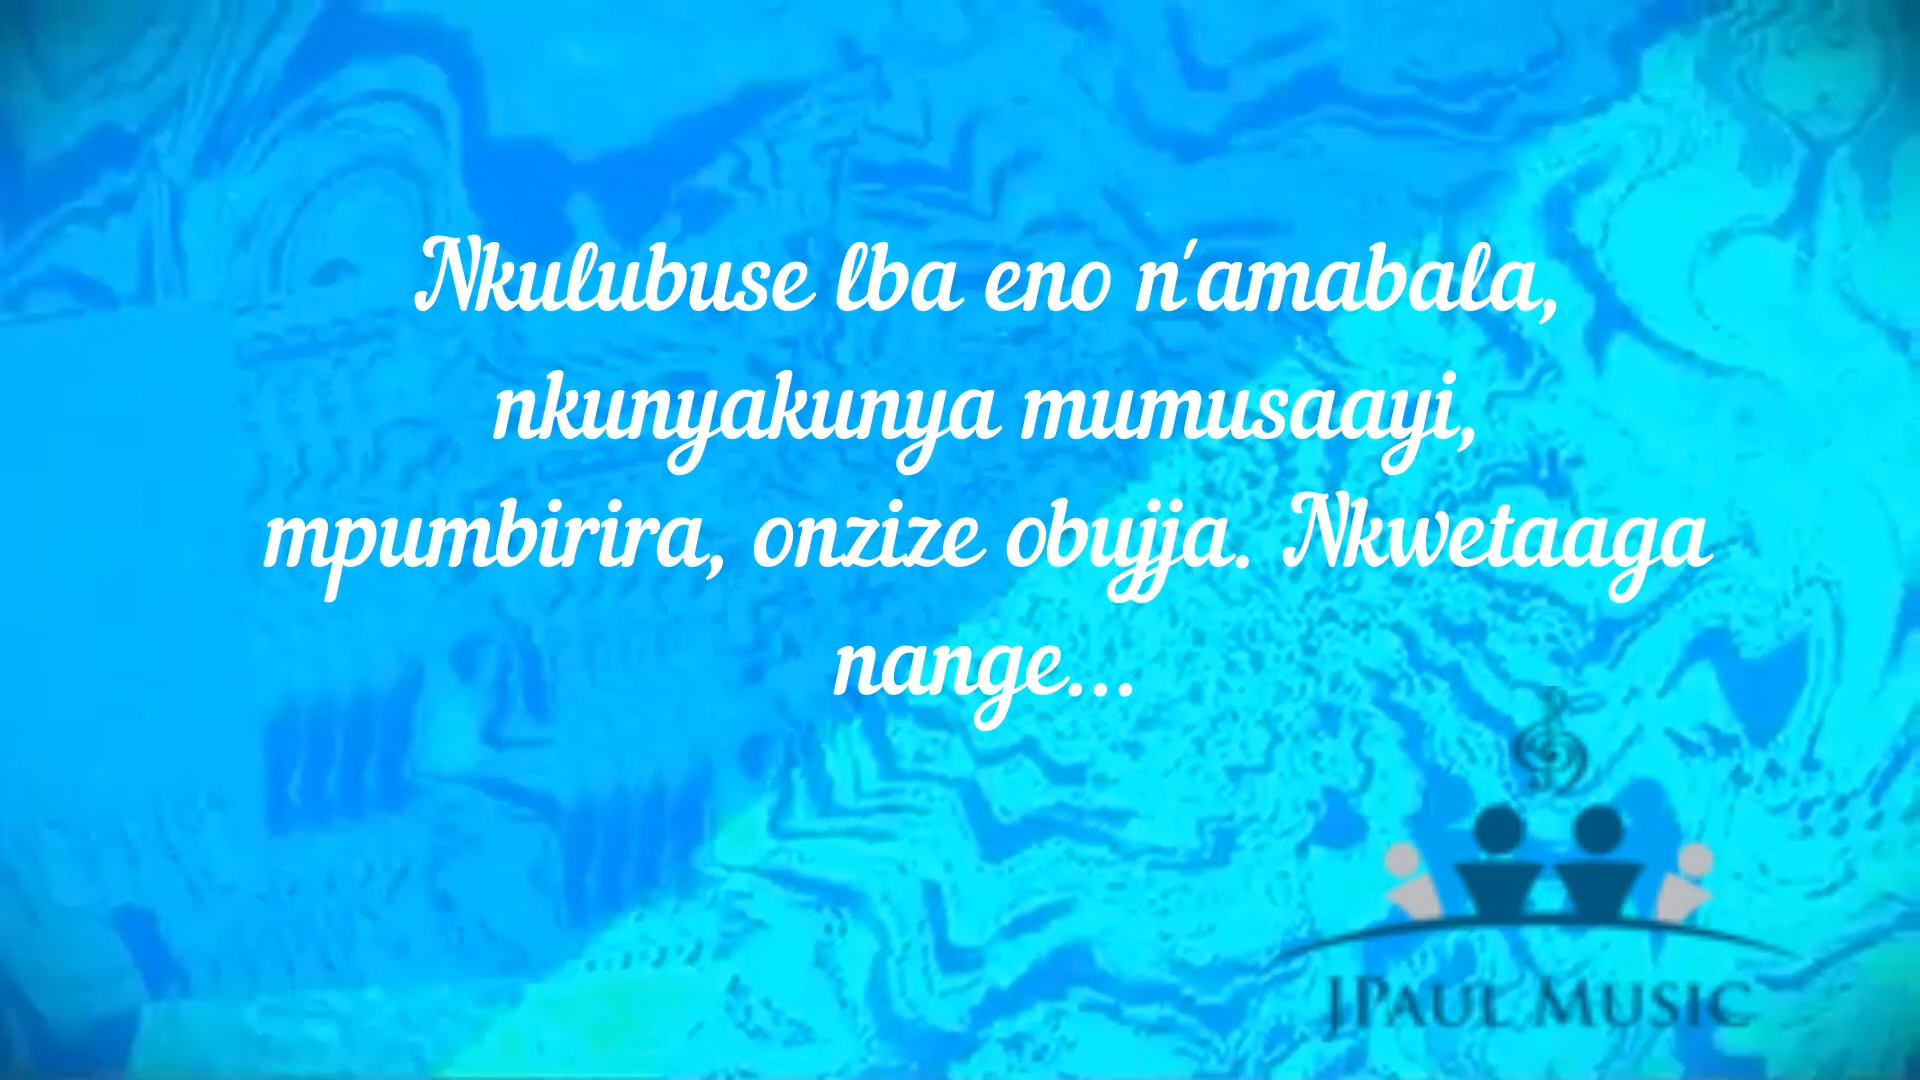 Nkulubuse lba eno n'amabala,
nkunyakunya mumusaayi,
mpumbirira, onzize obujja. Nkwetaaga
nange...
JPAUL MUSIC